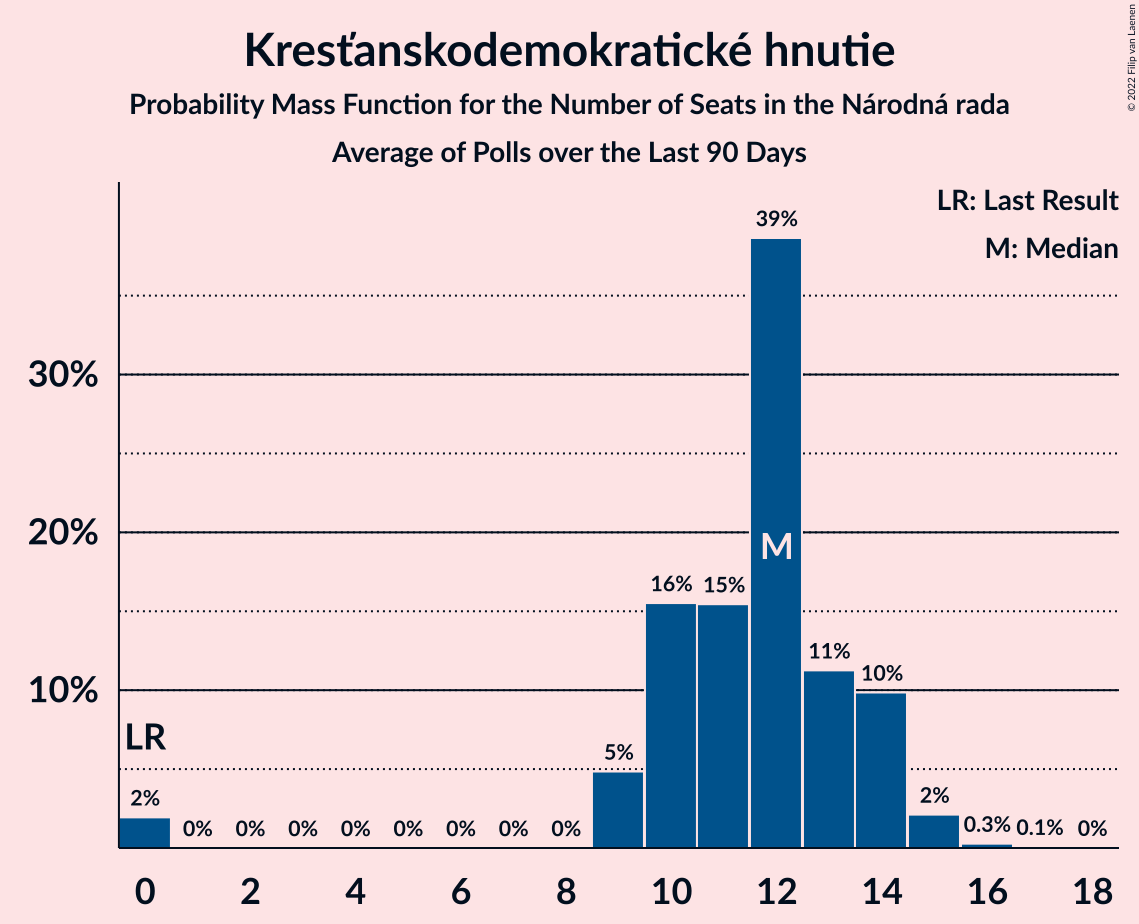 Kresťanskodemokratické hnutie
Probability Mass Function for the Number of Seats in the Národná rada
Average of Polls over the Last 90 Days
© 2022 Filip van Laenen
LR: Last Result
M: Median
39%
30%
20%
M
16% 15%
11%
10%
10%
LR
5%
2% 0% 0% 0% 0% 0% 0% 0% 0% 2% 0.3% 0.1% 0%
0 2 4 6 8 10 12 14 16 18